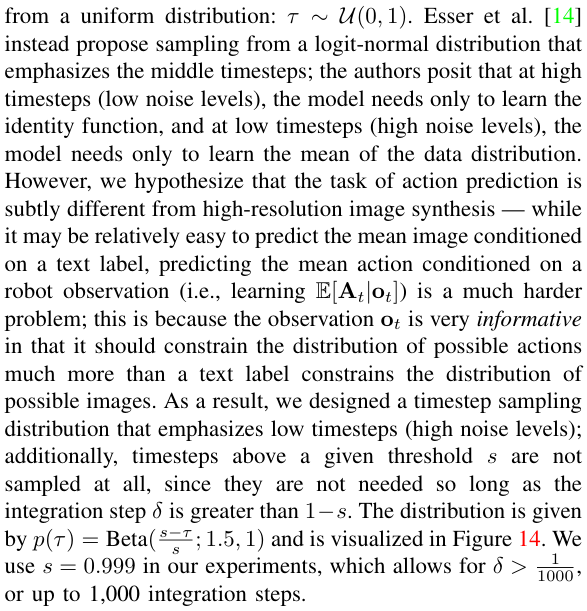 from a uniform distribution: τ ∼ 𝒰(0, 1). Esser et al. [14]
instead propose sampling from a logit-normal distribution that
emphasizes the middle timesteps; the authors posit that at high
timesteps (low noise levels), the model needs only to learn the
identity function, and at low timesteps (high noise levels), the
model needs only to learn the mean of the data distribution.
However, we hypothesize that the task of action prediction is
subtly different from high-resolution image synthesis — while
it may be relatively easy to predict the mean image conditioned
on a text label, predicting the mean action conditioned on a
robot observation (i.e., learning 𝔼[𝐀ₜ|𝐨ₜ]) is a much harder
problem; this is because the observation 𝐨ₜ is very informative
in that it should constrain the distribution of possible actions
much more than a text label constrains the distribution of
possible images. As a result, we designed a timestep sampling
distribution that emphasizes low timesteps (high noise levels);
additionally, timesteps above a given threshold s are not
sampled at all, since they are not needed so long as the
integration step δ is greater than 1−s. The distribution is given
by p(τ) = Beta((s−τ)/s; 1.5, 1) and is visualized in Figure 14. We
use s = 0.999 in our experiments, which allows for δ > 1/1000,
or up to 1,000 integration steps.